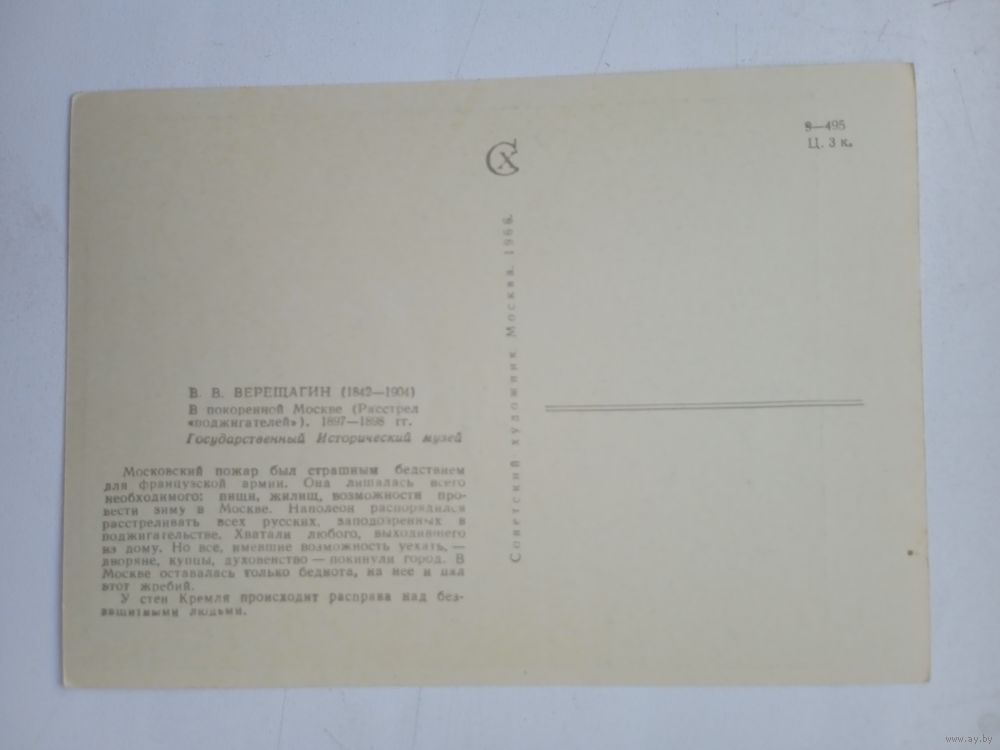 В. В. ВЕРЕЩАГИН (1842—1904)
В покоренной Москве (Расстрел
«поджигателей»). 1897—1898 гг.
Государственный Исторический музей
Московский пожар был страшным бедствием
для французской армии. Она лишалась всего
необходимого: пищи, жилищ, возможности про-
вести зиму в Москве. Наполеон распорядился
расстреливать всех русских, заподозренных в
поджигательстве. Хватали любого, выходившего
из дому. Но все, имевшие возможность уехать, —
дворяне, купцы, духовенство — покинули город. В
Москве оставалась только беднота, на нее и пал
этот жребий.
У стен Кремля происходит расправа над без-
защитными людьми.
СХ
Советский художник. Москва. 1966.
8—495
Ц. 3 к.
www.ay.by